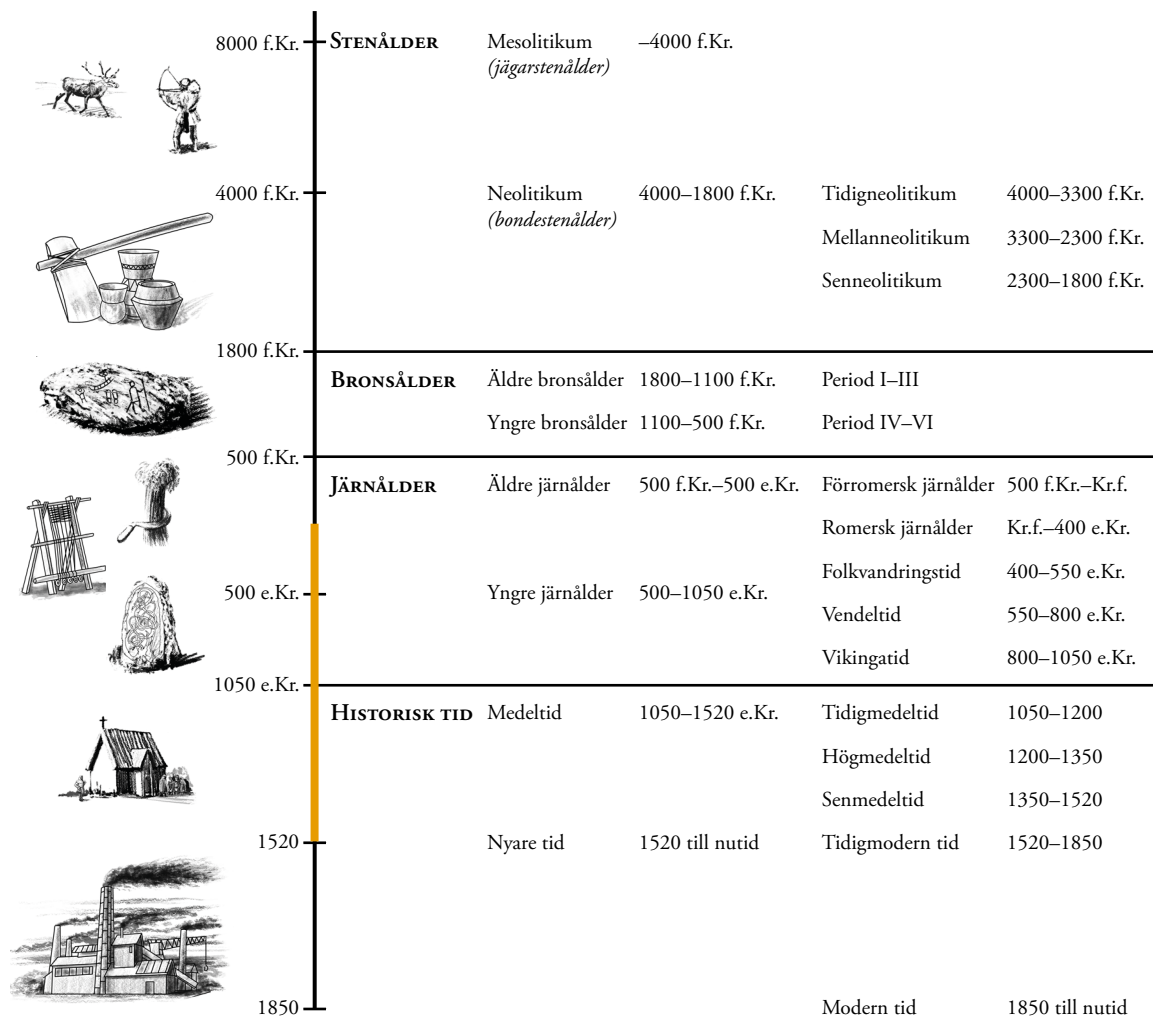 8000 f.Kr. STENÅLDER Mesolitikum –4000 f.Kr.
(jägarstenålder)
4000 f.Kr. Neolitikum 4000–1800 f.Kr. Tidigneolitikum 4000–3300 f.Kr.
(bondestenålder)
Mellanneolitikum 3300–2300 f.Kr.
Senneolitikum 2300–1800 f.Kr.
1800 f.Kr.
BRONSÅLDER Äldre bronsålder 1800–1100 f.Kr. Period I–III
Yngre bronsålder 1100–500 f.Kr. Period IV–VI
500 f.Kr.
JÄRNÅLDER Äldre järnålder 500 f.Kr.–500 e.Kr. Förromersk järnålder 500 f.Kr.–Kr.f.
Romersk järnålder Kr.f.–400 e.Kr.
Folkvandringstid 400–550 e.Kr.
500 e.Kr. Yngre järnålder 500–1050 e.Kr.
Vendeltid 550–800 e.Kr.
Vikingatid 800–1050 e.Kr.
1050 e.Kr.
HISTORISK TID Medeltid 1050–1520 e.Kr. Tidigmedeltid 1050–1200
Högmedeltid 1200–1350
Senmedeltid 1350–1520
1520 Nyare tid 1520 till nutid Tidigmodern tid 1520–1850
1850 Modern tid 1850 till nutid